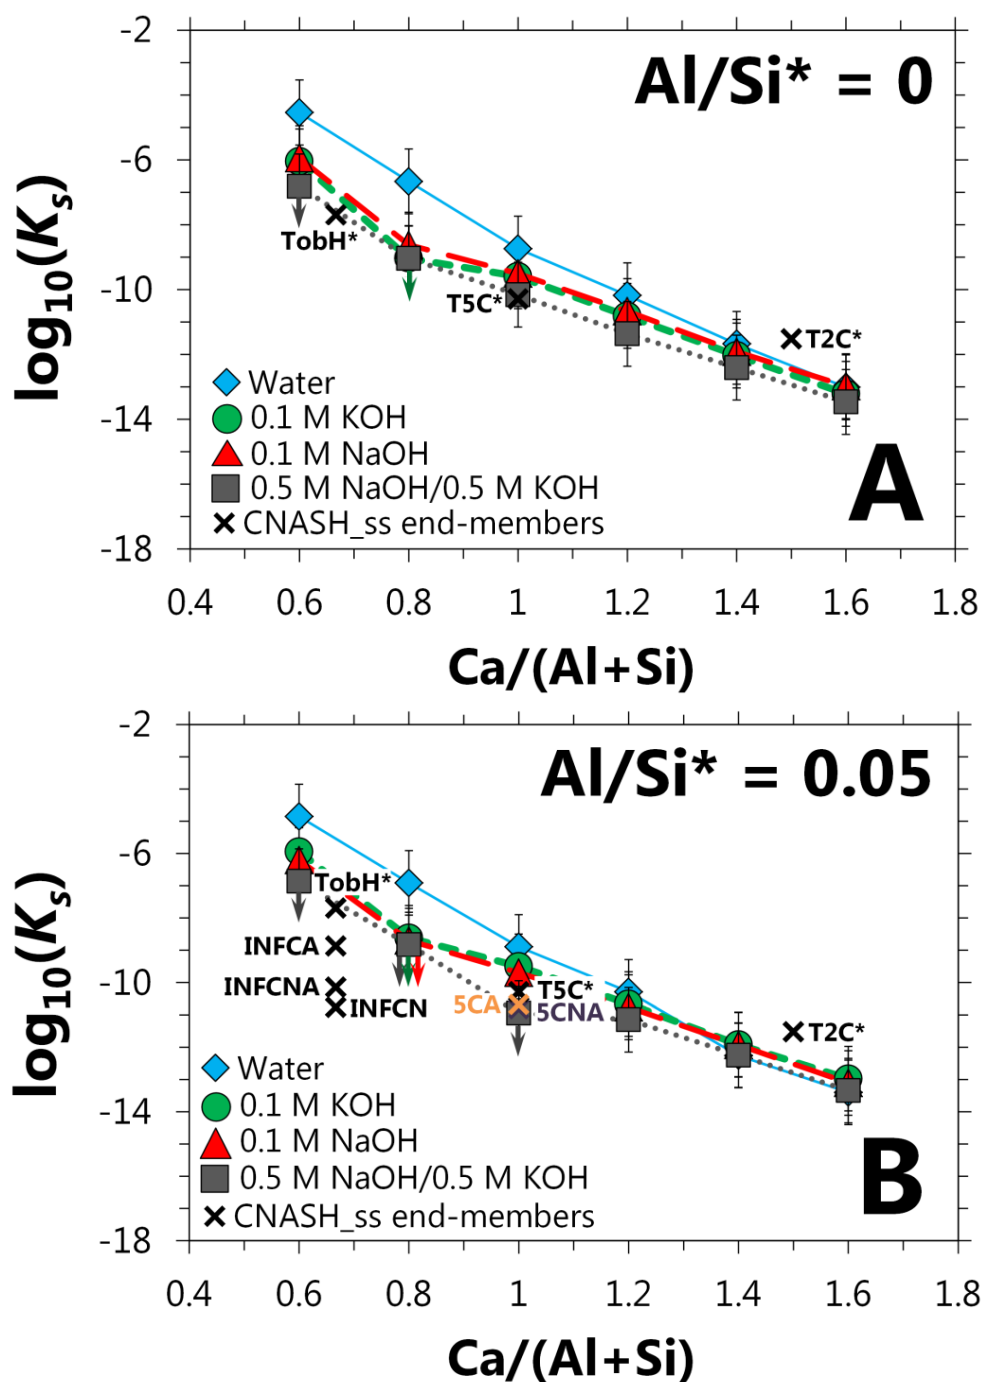 Al/Si* = 0
-2
-6
-10
-14
-18
log10(Ks)
TobH*
T5C*
T2C*
Water
0.1 M KOH
0.1 M NaOH
0.5 M NaOH/0.5 M KOH
CNASH_ss end-members
A
0.4 0.6 0.8 1 1.2 1.4 1.6 1.8
Ca/(Al+Si)
Al/Si* = 0.05
-2
-6
-10
-14
-18
log10(Ks)
TobH*
INFCA
INFCNA
INFCN
T5C*
5CA
5CNA
T2C*
Water
0.1 M KOH
0.1 M NaOH
0.5 M NaOH/0.5 M KOH
CNASH_ss end-members
B
0.4 0.6 0.8 1 1.2 1.4 1.6 1.8
Ca/(Al+Si)